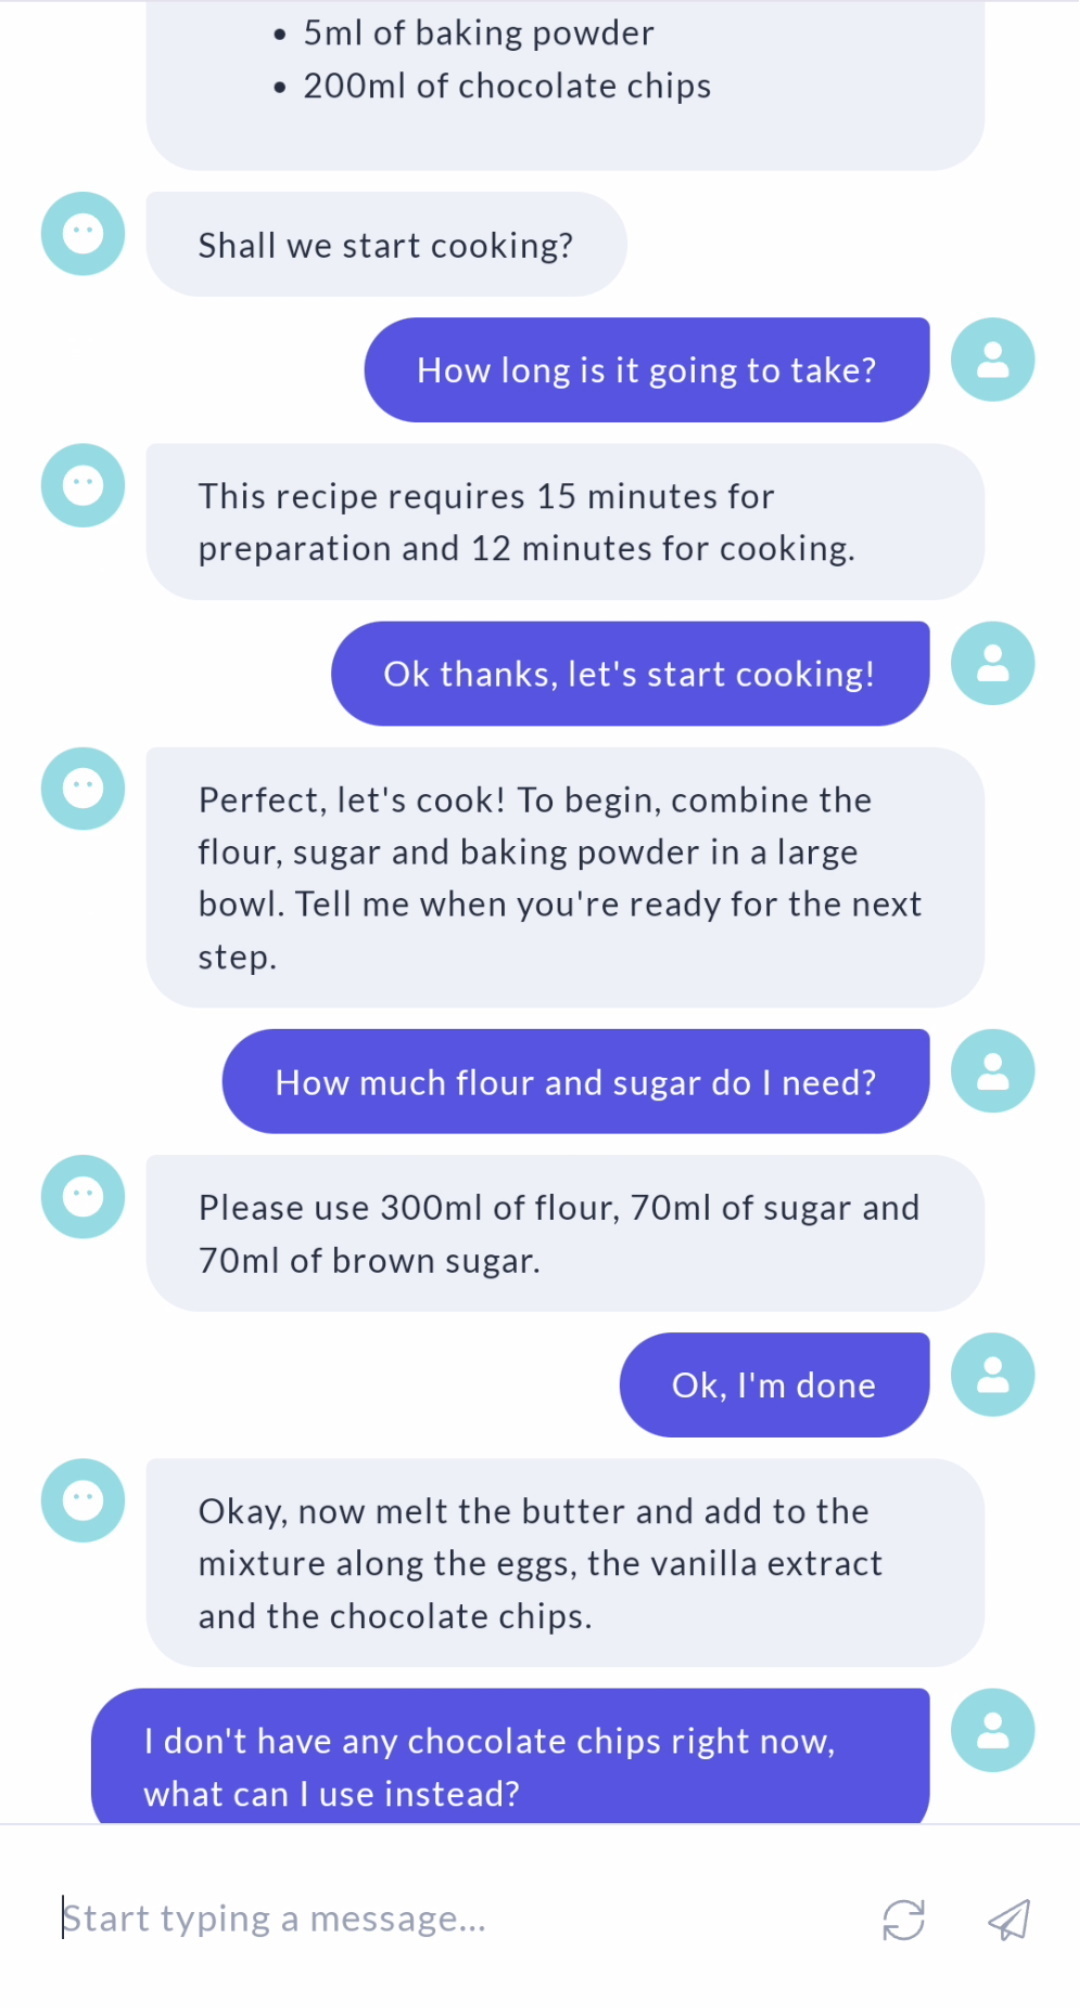 • 5ml of baking powder
• 200ml of chocolate chips
Shall we start cooking?
How long is it going to take?
This recipe requires 15 minutes for
preparation and 12 minutes for cooking.
Ok thanks, let's start cooking!
Perfect, let's cook! To begin, combine the
flour, sugar and baking powder in a large
bowl. Tell me when you're ready for the next
step.
How much flour and sugar do I need?
Please use 300ml of flour, 70ml of sugar and
70ml of brown sugar.
Ok, I'm done
Okay, now melt the butter and add to the
mixture along the eggs, the vanilla extract
and the chocolate chips.
I don't have any chocolate chips right now,
what can I use instead?
Start typing a message...